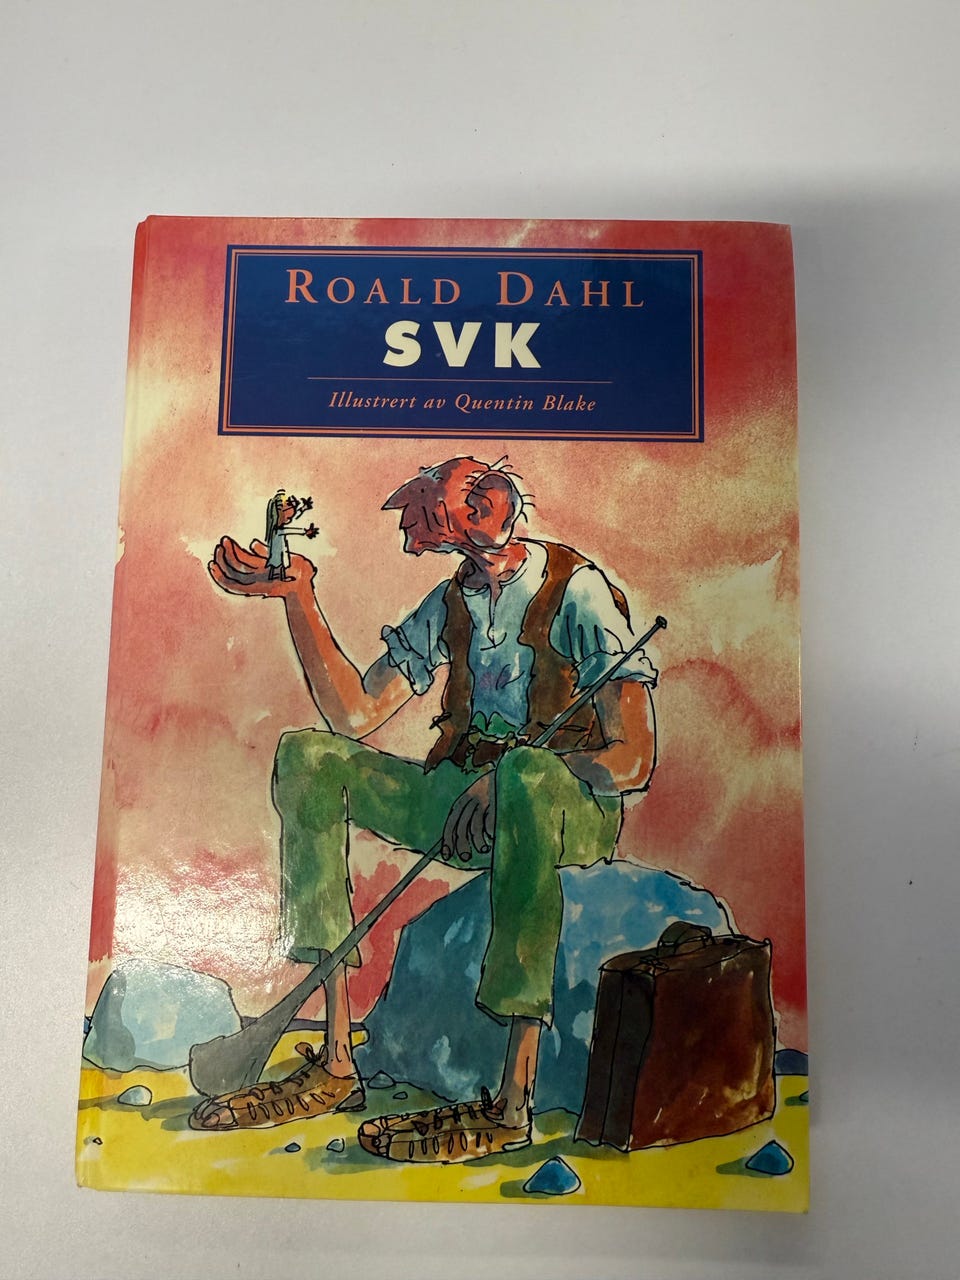 ROALD DAHL
SVK
Illustrert av Quentin Blake